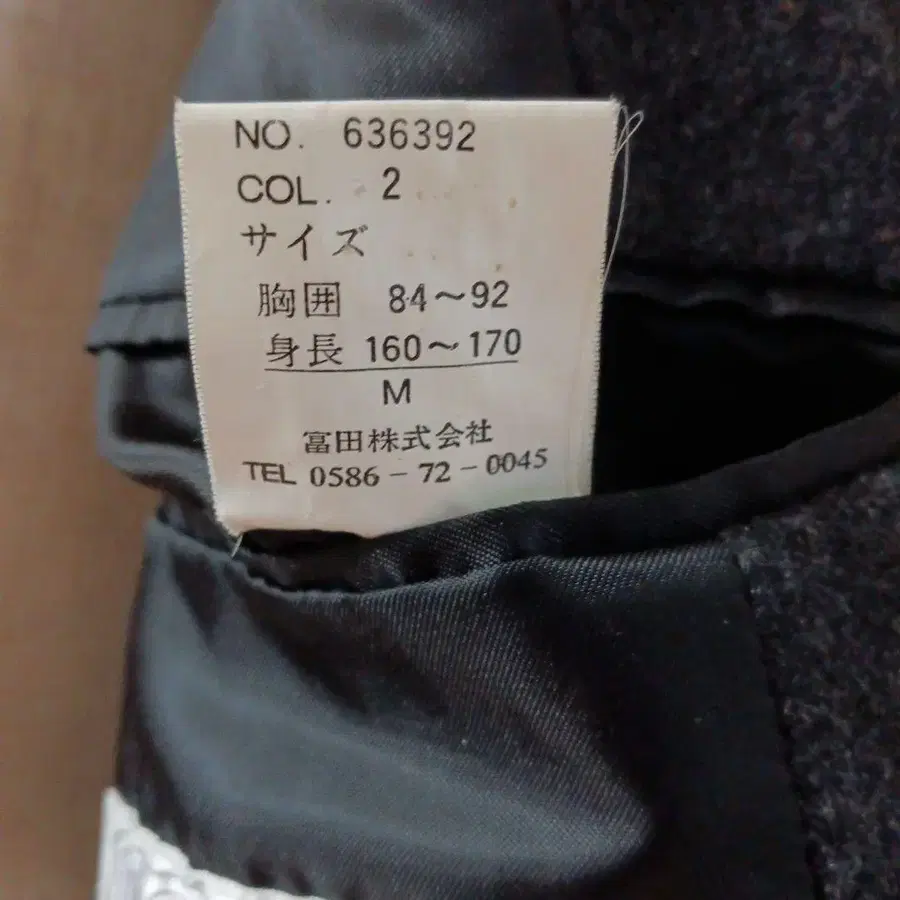 NO. 636392
COL. 2
サイズ
胸囲 84〜92
身長 160〜170
M
富田株式会社
TEL 0586-72-0045